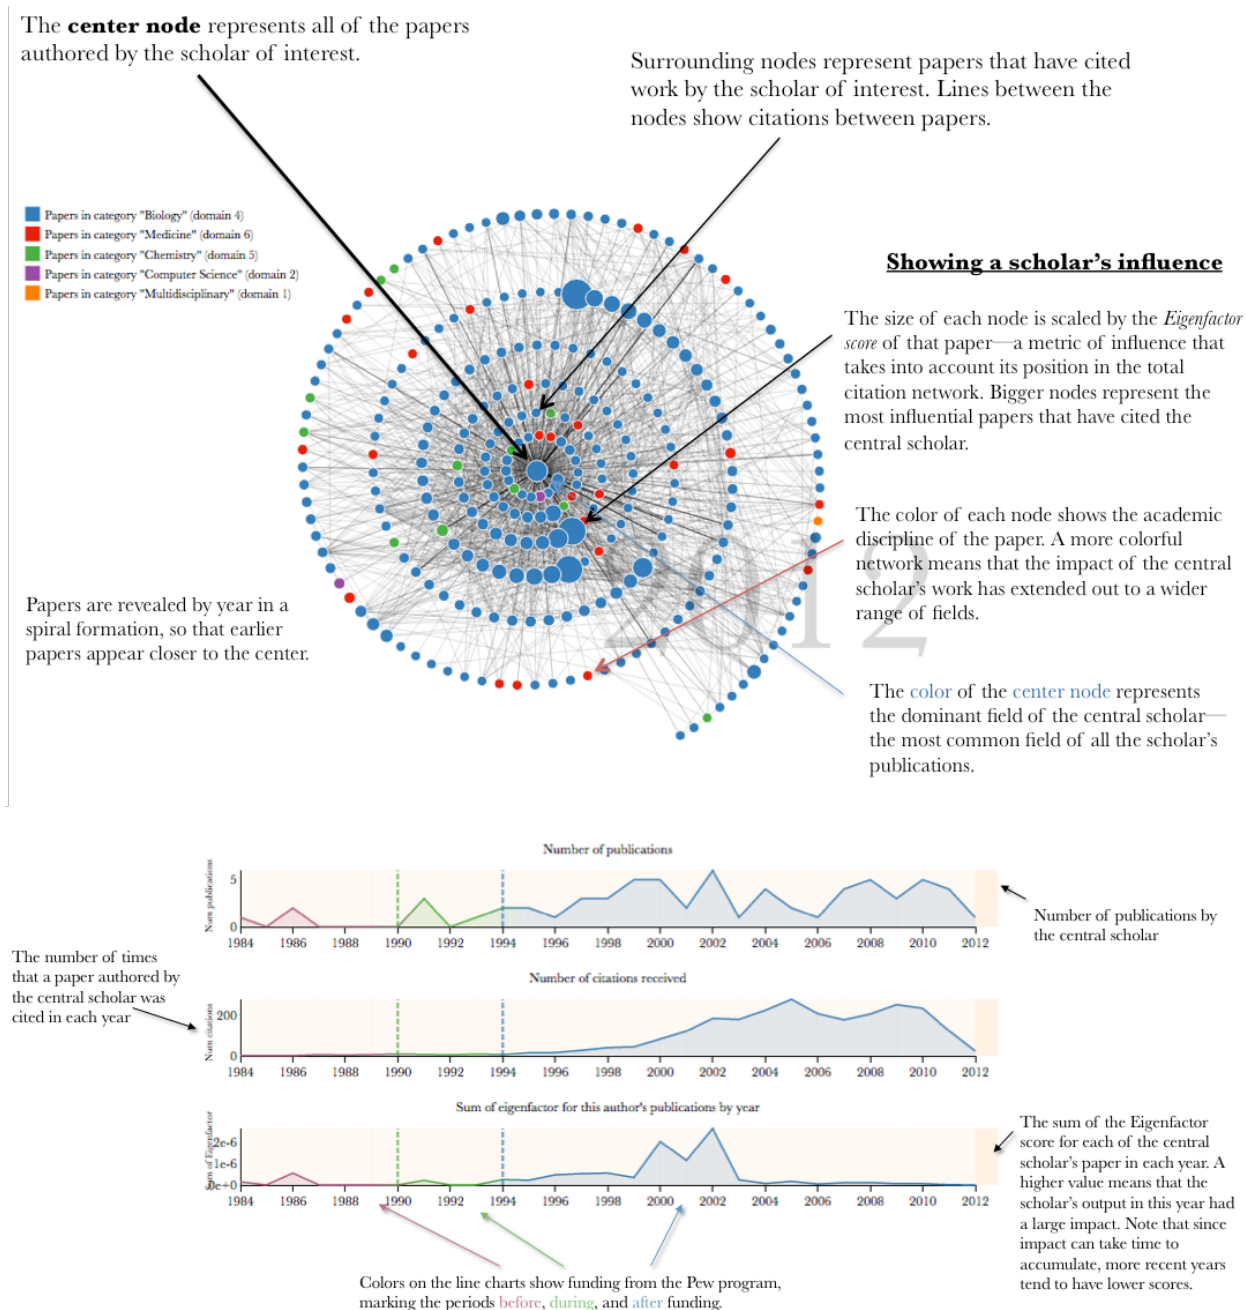 The center node represents all of the papers
authored by the scholar of interest.
Surrounding nodes represent papers that have cited
work by the scholar of interest. Lines between the
nodes show citations between papers.
Papers in category "Biology" (domain 4)
Papers in category "Medicine" (domain 6)
Papers in category "Chemistry" (domain 5)
Papers in category "Computer Science" (domain 2)
Papers in category "Multidisciplinary" (domain 1)
Showing a scholar's influence
The size of each node is scaled by the Eigenfactor
score of that paper—a metric of influence that
takes into account its position in the total
citation network. Bigger nodes represent the
most influential papers that have cited the
central scholar.
The color of each node shows the academic
discipline of the paper. A more colorful
network means that the impact of the central
scholar's work has extended out to a wider
range of fields.
2012
Papers are revealed by year in a
spiral formation, so that earlier
papers appear closer to the center.
The color of the center node represents
the dominant field of the central scholar—
the most common field of all the scholar's
publications.
Number of publications
Num publications
5
0
1984 1986 1988 1990 1992 1994 1996 1998 2000 2002 2004 2006 2008 2010 2012
Number of publications by
the central scholar
The number of times
that a paper authored by
the central scholar was
cited in each year
Number of citations received
Num citations
200
0
1984 1986 1988 1990 1992 1994 1996 1998 2000 2002 2004 2006 2008 2010 2012
Sum of eigenfactor for this author's publications by year
Sum of Eigenfactor
2e-6
1e-6
0e+0
1984 1986 1988 1990 1992 1994 1996 1998 2000 2002 2004 2006 2008 2010 2012
The sum of the Eigenfactor
score for each of the central
scholar's paper in each year. A
higher value means that the
scholar's output in this year had
a large impact. Note that since
impact can take time to
accumulate, more recent years
tend to have lower scores.
Colors on the line charts show funding from the Pew program,
marking the periods before, during, and after funding.